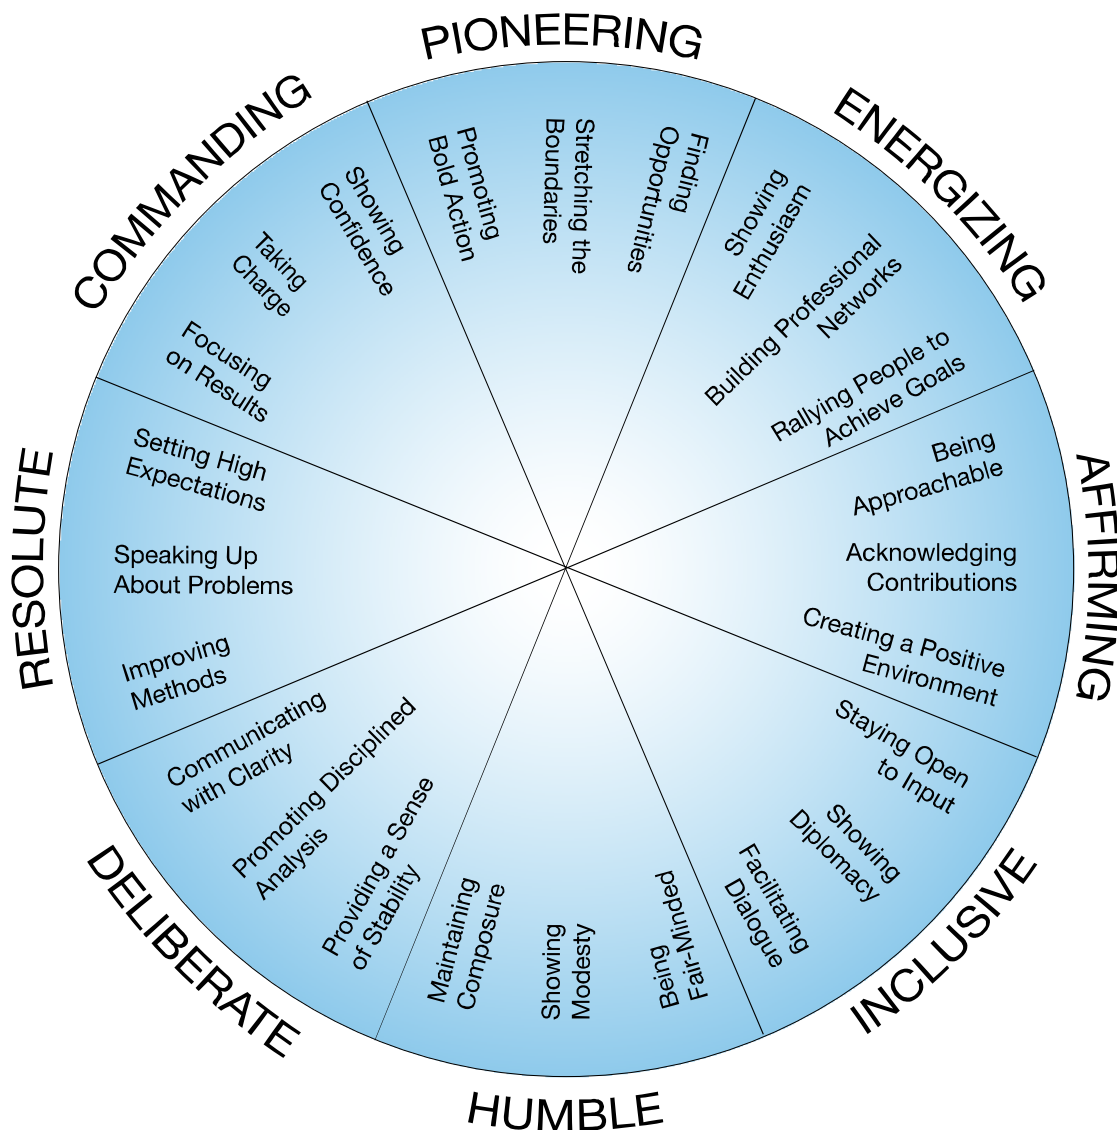 PIONEERING
Promoting
Bold Action
Stretching the
Boundaries
Finding
Opportunities
ENERGIZING
Showing
Enthusiasm
Building Professional
Networks
Rallying People to
Achieve Goals
AFFIRMING
Being
Approachable
Acknowledging
Contributions
Creating a Positive
Environment
INCLUSIVE
Staying Open
to Input
Showing
Diplomacy
Facilitating
Dialogue
HUMBLE
Being
Fair-Minded
Showing
Modesty
Maintaining
Composure
DELIBERATE
Providing a Sense
of Stability
Promoting Disciplined
Analysis
Communicating
with Clarity
RESOLUTE
Improving
Methods
Speaking Up
About Problems
Setting High
Expectations
COMMANDING
Focusing
on Results
Taking
Charge
Showing
Confidence